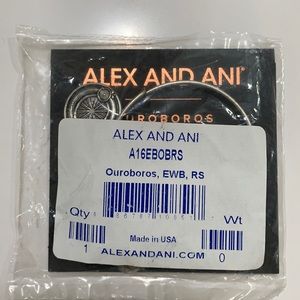 ALEX AND ANI®
OUROBOROS
ALEX AND ANI
A16EBOBRS
Ouroboros, EWB, RS
Qty
Wt
1
Made in USA
0
ALEXANDANI.COM